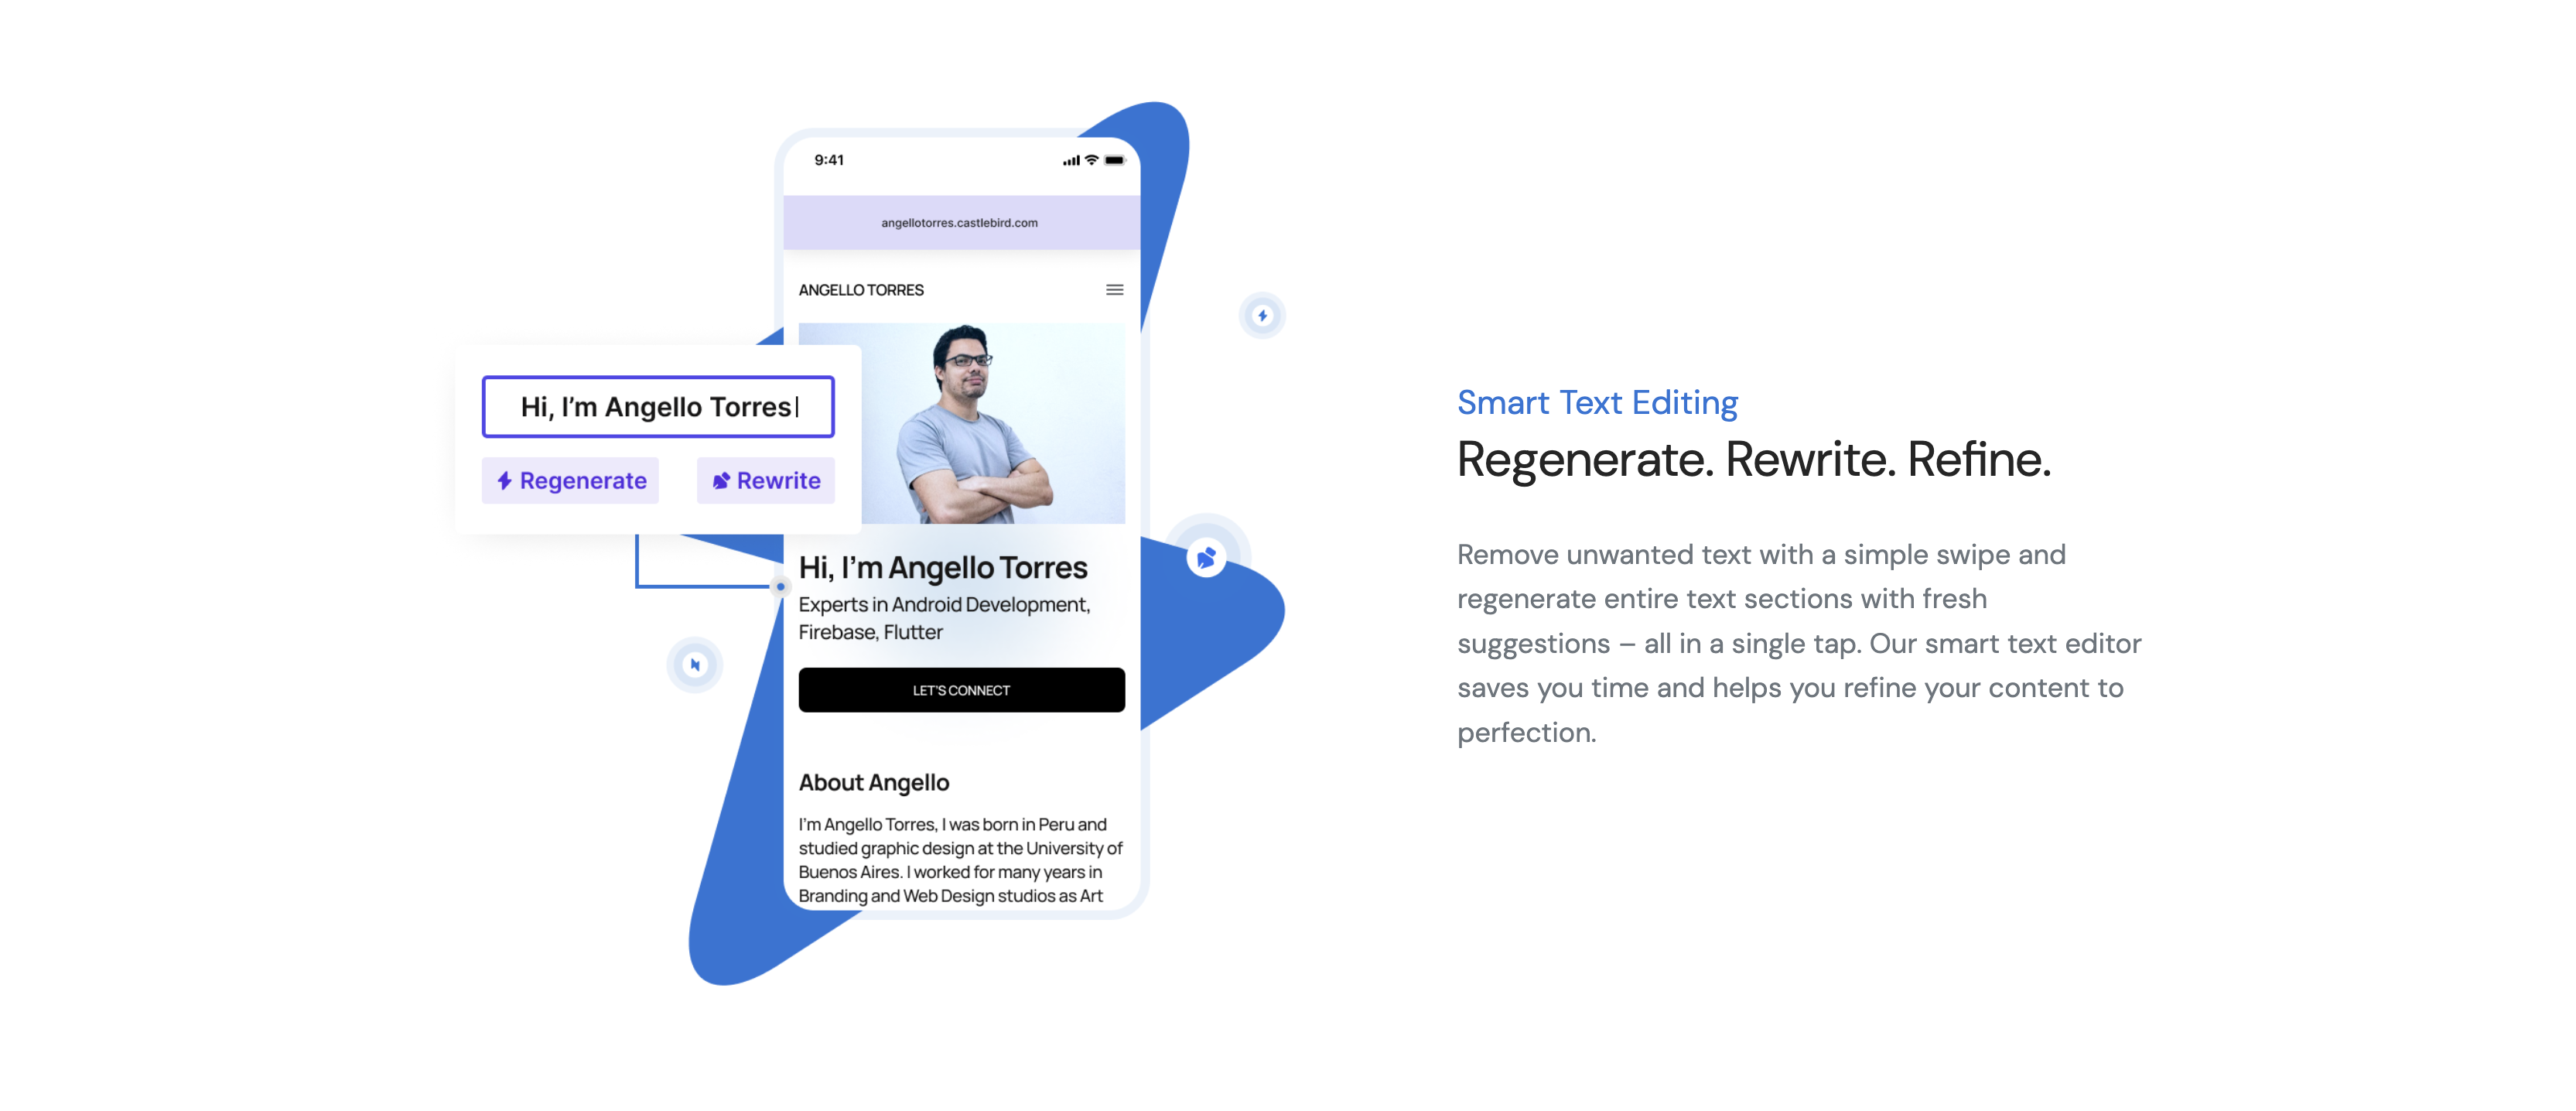 9:41
angellotorres.castlebird.com
ANGELLO TORRES
Hi, I’m Angello Torres
Regenerate
Rewrite
Hi, I’m Angello Torres
Experts in Android Development,
Firebase, Flutter
LET’S CONNECT
About Angello
I’m Angello Torres, I was born in Peru and
studied graphic design at the University of
Buenos Aires. I worked for many years in
Branding and Web Design studios as Art
Smart Text Editing
Regenerate. Rewrite. Refine.
Remove unwanted text with a simple swipe and
regenerate entire text sections with fresh
suggestions – all in a single tap. Our smart text editor
saves you time and helps you refine your content to
perfection.